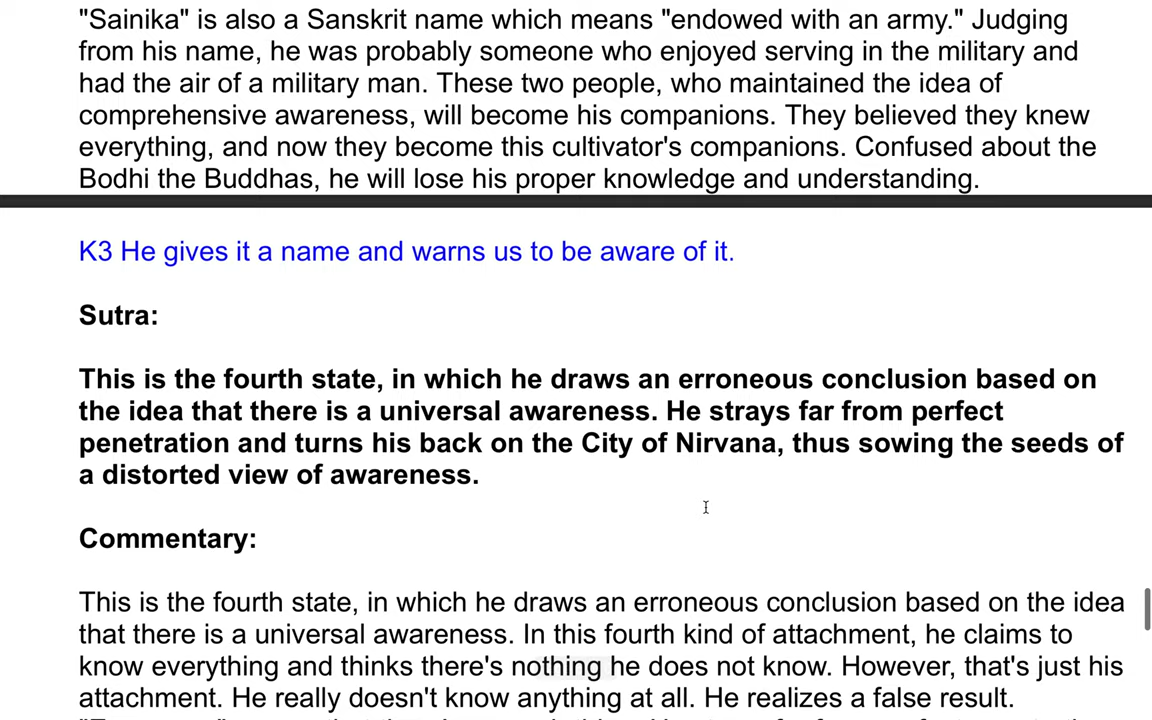 "Sainika" is also a Sanskrit name which means "endowed with an army." Judging
from his name, he was probably someone who enjoyed serving in the military and
had the air of a military man. These two people, who maintained the idea of
comprehensive awareness, will become his companions. They believed they knew
everything, and now they become this cultivator's companions. Confused about the
Bodhi the Buddhas, he will lose his proper knowledge and understanding.
K3 He gives it a name and warns us to be aware of it.
Sutra:
This is the fourth state, in which he draws an erroneous conclusion based on
the idea that there is a universal awareness. He strays far from perfect
penetration and turns his back on the City of Nirvana, thus sowing the seeds of
a distorted view of awareness.
Commentary:
This is the fourth state, in which he draws an erroneous conclusion based on the idea
that there is a universal awareness. In this fourth kind of attachment, he claims to
know everything and thinks there's nothing he does not know. However, that's just his
attachment. He really doesn't know anything at all. He realizes a false result.